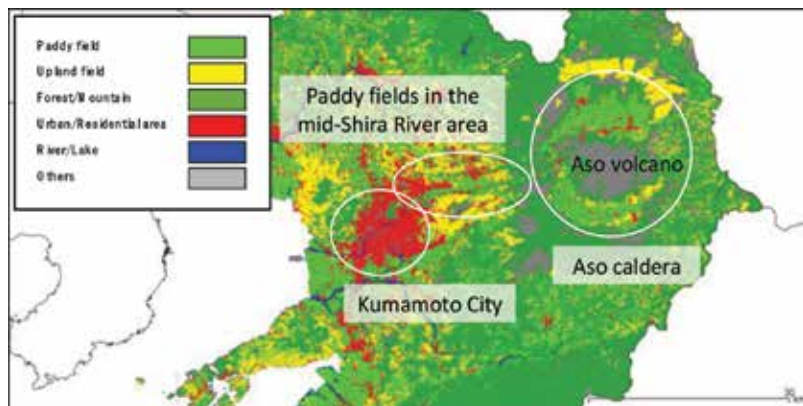 Paddy field
Upland field
Forest/Mountain
Urban/Residential area
River/Lake
Others
Paddy fields in the
mid-Shira River area
Aso volcano
Aso caldera
Kumamoto City